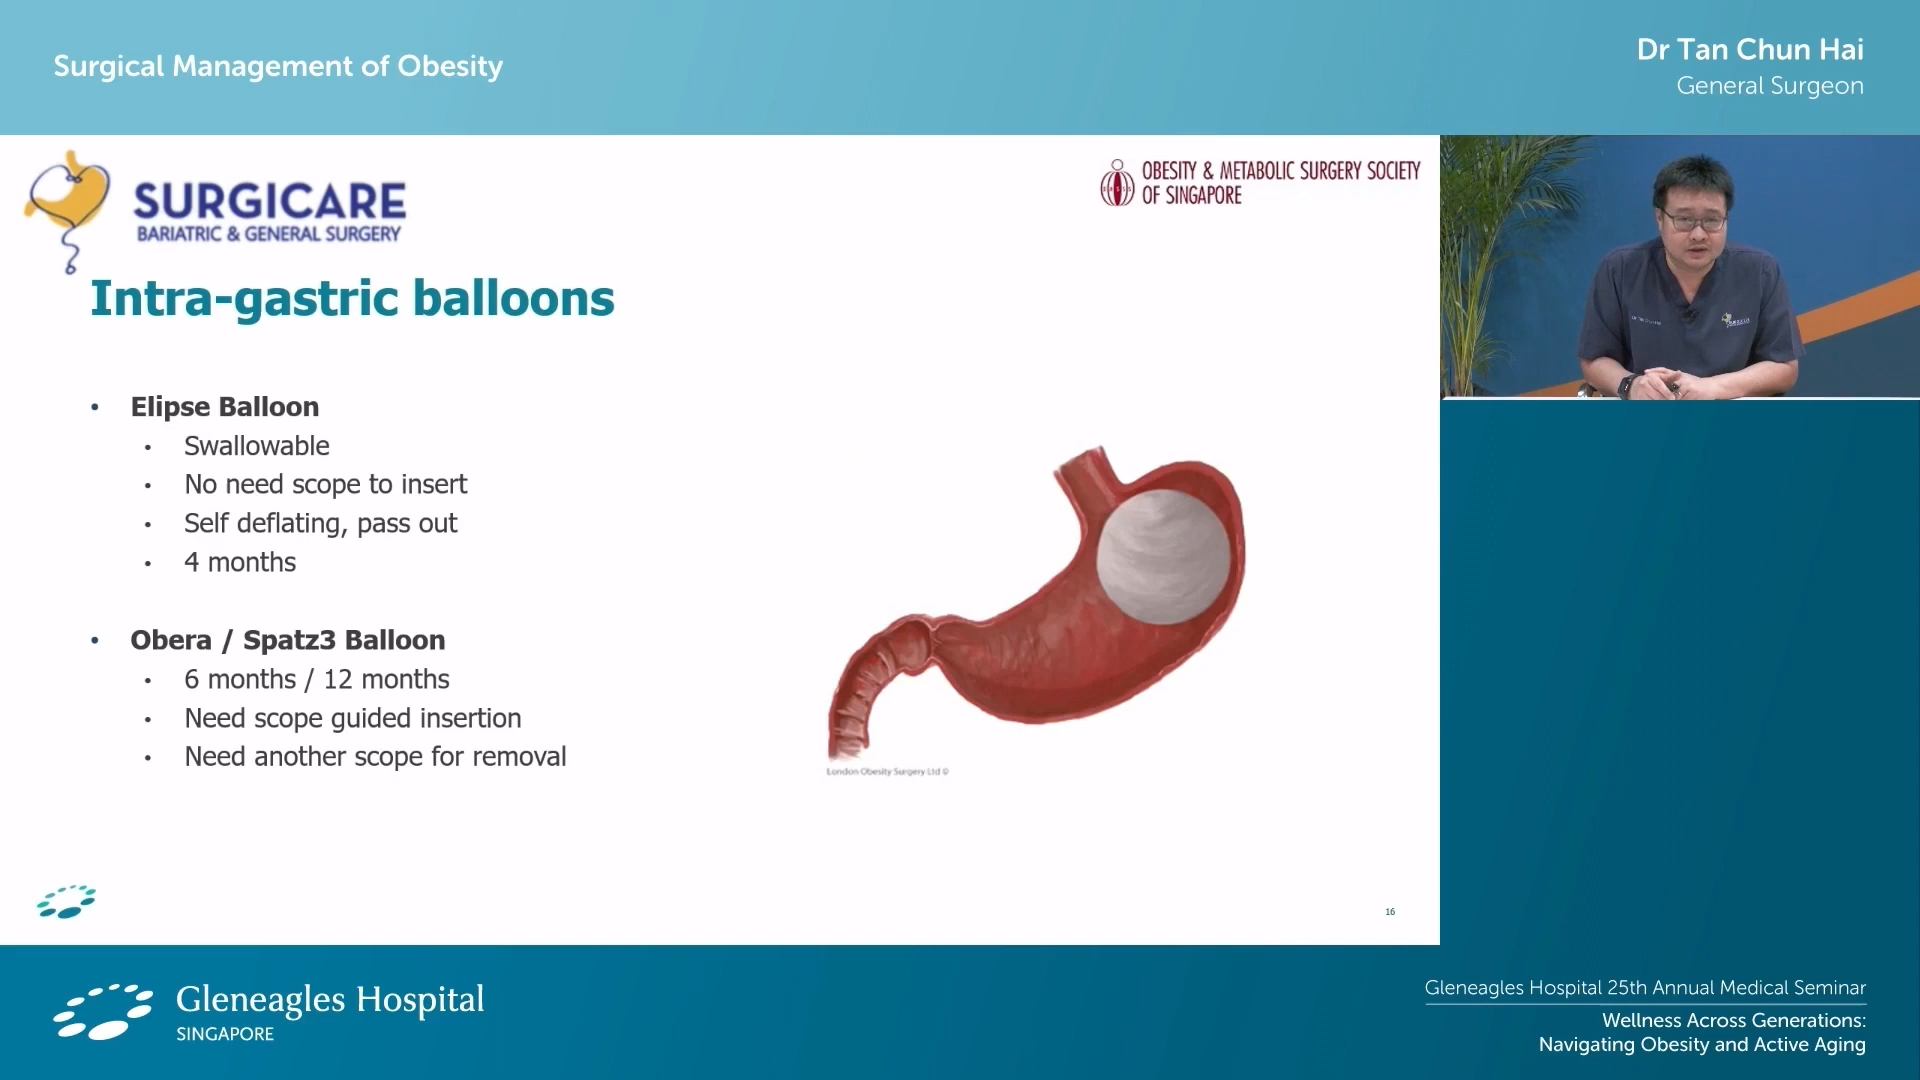 Surgical Management of Obesity
Dr Tan Chun Hai
General Surgeon
SURGICARE
BARIATRIC & GENERAL SURGERY
OBESITY & METABOLIC SURGERY SOCIETY
OF SINGAPORE
Intra-gastric balloons
• Elipse Balloon
• Swallowable
• No need scope to insert
• Self deflating, pass out
• 4 months
• Obera / Spatz3 Balloon
• 6 months / 12 months
• Need scope guided insertion
• Need another scope for removal
London Obesity Surgery Ltd ©
16
Gleneagles Hospital
SINGAPORE
Gleneagles Hospital 25th Annual Medical Seminar
Wellness Across Generations:
Navigating Obesity and Active Aging